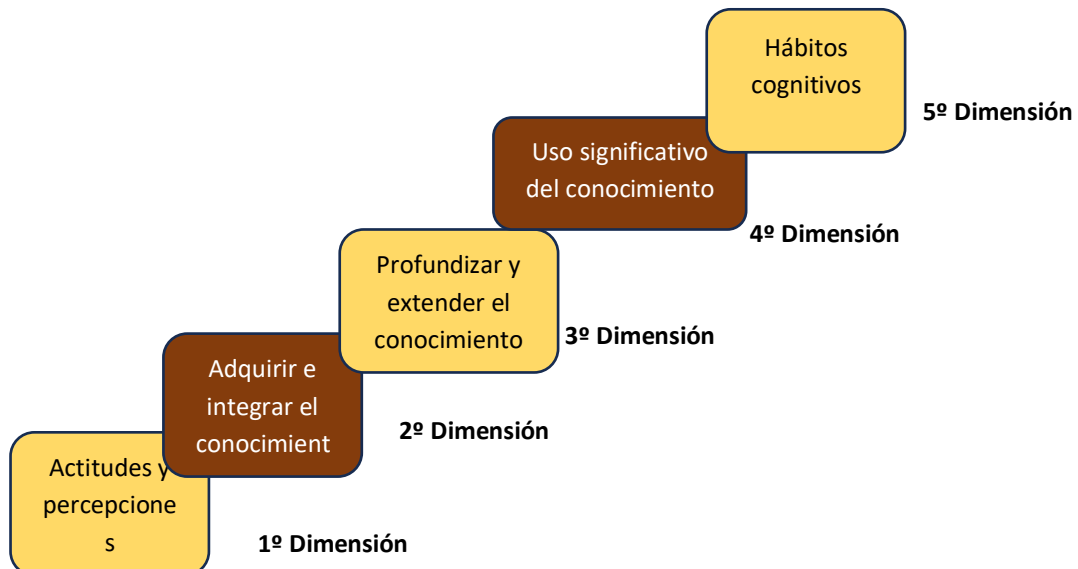 Hábitos
cognitivos
5º Dimensión
Uso significativo
del conocimiento
4º Dimensión
Profundizar y
extender el
conocimiento
3º Dimensión
Adquirir e
integrar el
conocimient
2º Dimensión
Actitudes y
percepcione
s
1º Dimensión